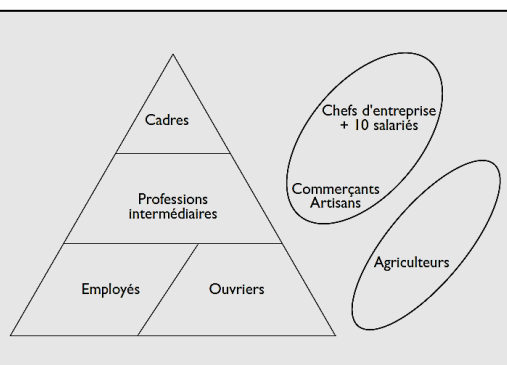 Cadres
Professions
intermédiaires
Employés
Ouvriers
Chefs d'entreprise
+ 10 salariés
Commerçants
Artisans
Agriculteurs